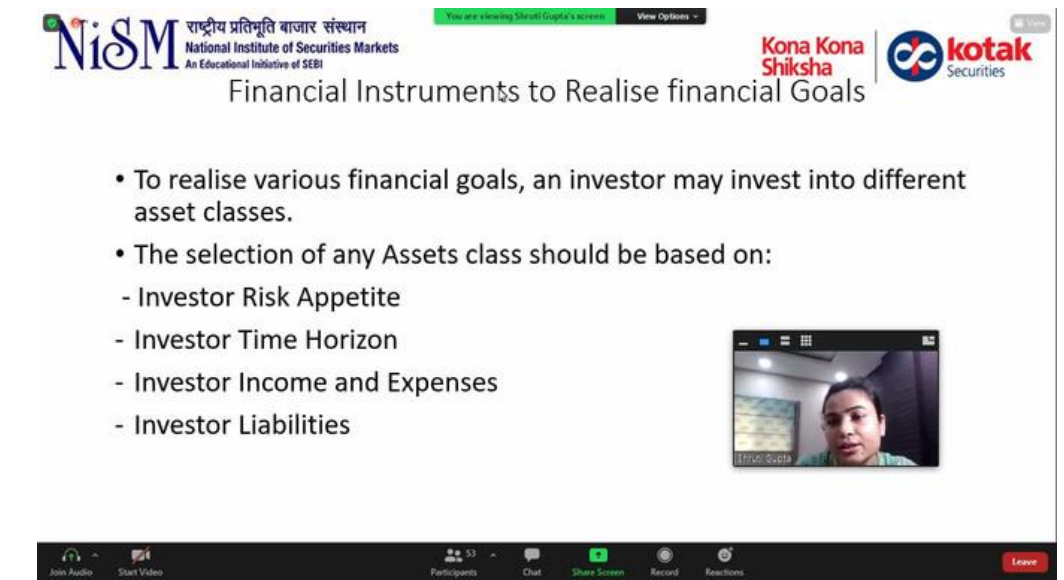 You are viewing Shruti Gupta's screen View Options
View
NiSM
राष्ट्रीय प्रतिभूति बाजार संस्थान
National Institute of Securities Markets
An Educational Initiative of SEBI
Kona Kona
Shiksha
kotak
Securities
Financial Instruments to Realise financial Goals
• To realise various financial goals, an investor may invest into different
asset classes.
• The selection of any Assets class should be based on:
- Investor Risk Appetite
- Investor Time Horizon
- Investor Income and Expenses
- Investor Liabilities
Shruti Gupta
Join Audio Start Video Participants 53 Chat Share Screen Record Reactions Leave